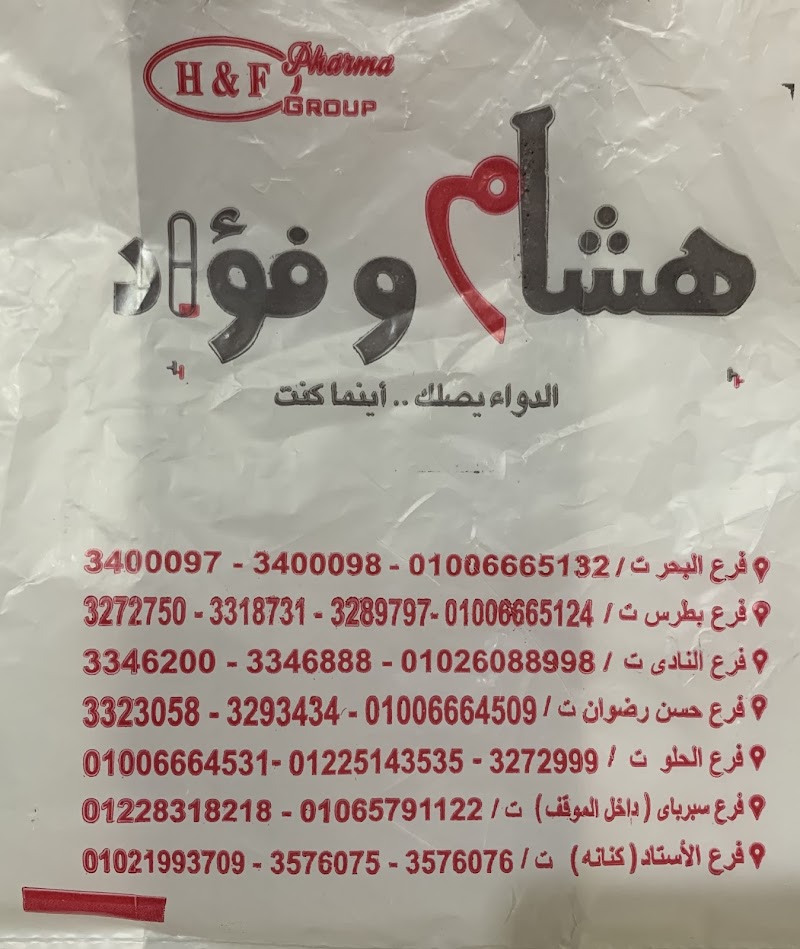 H & F Pharma
GROUP
هشام و فؤاد
الدواء يصلك .. أينما كنت
فرع البحر ت / 01006665132 - 3400098 - 3400097
فرع بطرس ت / 01006665124 -3289797 - 3318731 - 3272750
فرع النادى ت / 01026088998 - 3346888 - 3346200
فرع حسن رضوان ت / 01006664509 - 3293434 - 3323058
فرع الحلو ت / 3272999 - 01225143535 -01006664531
فرع سبرباى (داخل الموقف) ت / 01065791122 - 01228318218
فرع الأستاد (كنانه) ت / 3576076 - 3576075 - 01021993709